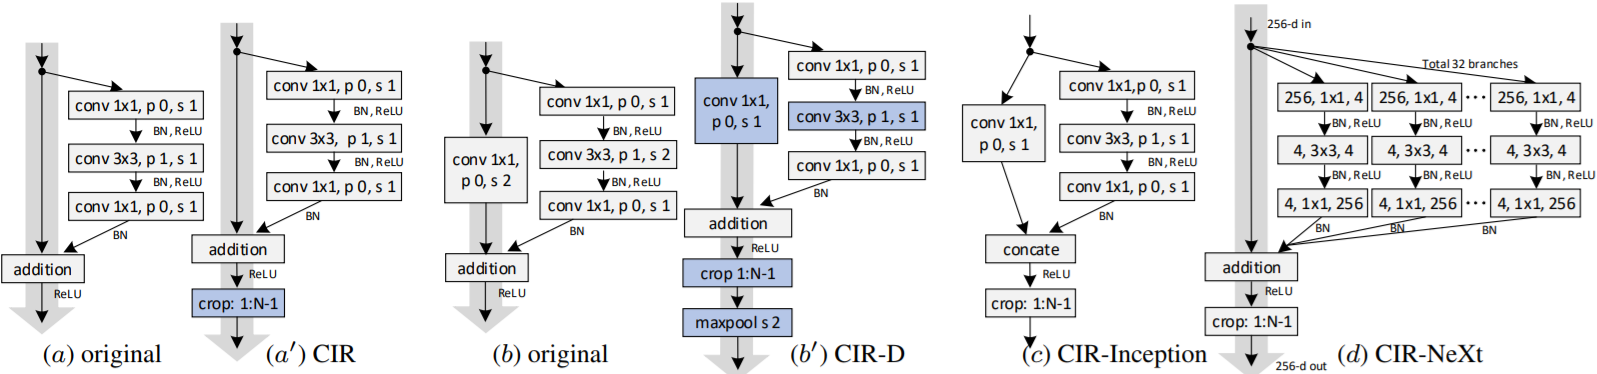 conv 1x1, p 0, s 1
BN, ReLU
conv 3x3, p 1, s 1
BN, ReLU
conv 1x1, p 0, s 1
BN
addition
ReLU
(a) original
conv 1x1, p 0, s 1
BN, ReLU
conv 3x3, p 1, s 1
BN, ReLU
conv 1x1, p 0, s 1
BN
addition
ReLU
crop: 1:N-1
(a′) CIR
conv 1x1,
p 0, s 2
conv 1x1, p 0, s 1
BN, ReLU
conv 3x3, p 1, s 2
BN, ReLU
conv 1x1, p 0, s 1
BN
addition
ReLU
(b) original
conv 1x1,
p 0, s 1
conv 1x1, p 0, s 1
BN, ReLU
conv 3x3, p 1, s 1
BN, ReLU
conv 1x1, p 0, s 1
BN
addition
ReLU
crop 1:N-1
maxpool s 2
(b′) CIR-D
conv 1x1,
p 0, s 1
conv 1x1,p 0, s 1
BN, ReLU
conv 3x3, p 1, s 1
BN, ReLU
conv 1x1, p 0, s 1
BN
concate
ReLU
crop: 1:N-1
(c) CIR-Inception
256-d in
Total 32 branches
256, 1x1, 4 256, 1x1, 4 ··· 256, 1x1, 4
BN, ReLU BN, ReLU BN, ReLU
4, 3x3, 4 4, 3x3, 4 ··· 4, 3x3, 4
BN, ReLU BN, ReLU BN, ReLU
4, 1x1, 256 4, 1x1, 256 ··· 4, 1x1, 256
BN BN BN
addition
ReLU
crop: 1:N-1
256-d out
(d) CIR-NeXt